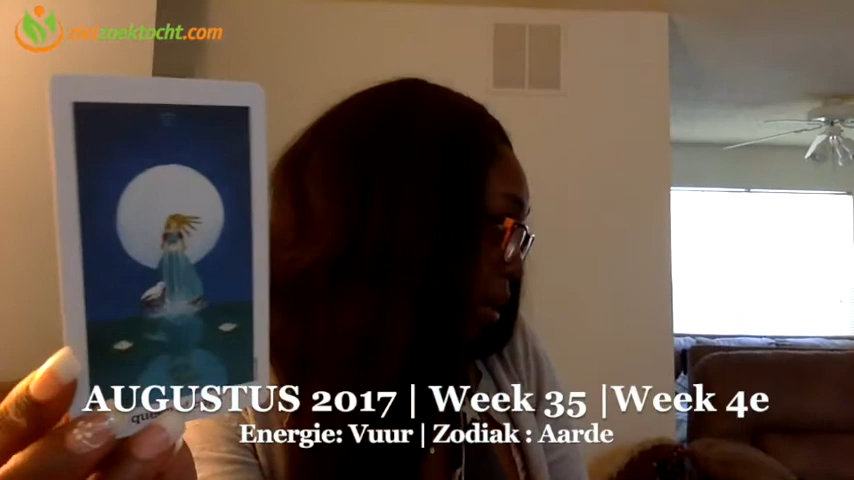 zielzoektocht.com
AUGUSTUS 2017 | Week 35 |Week 4e
Energie: Vuur | Zodiak : Aarde